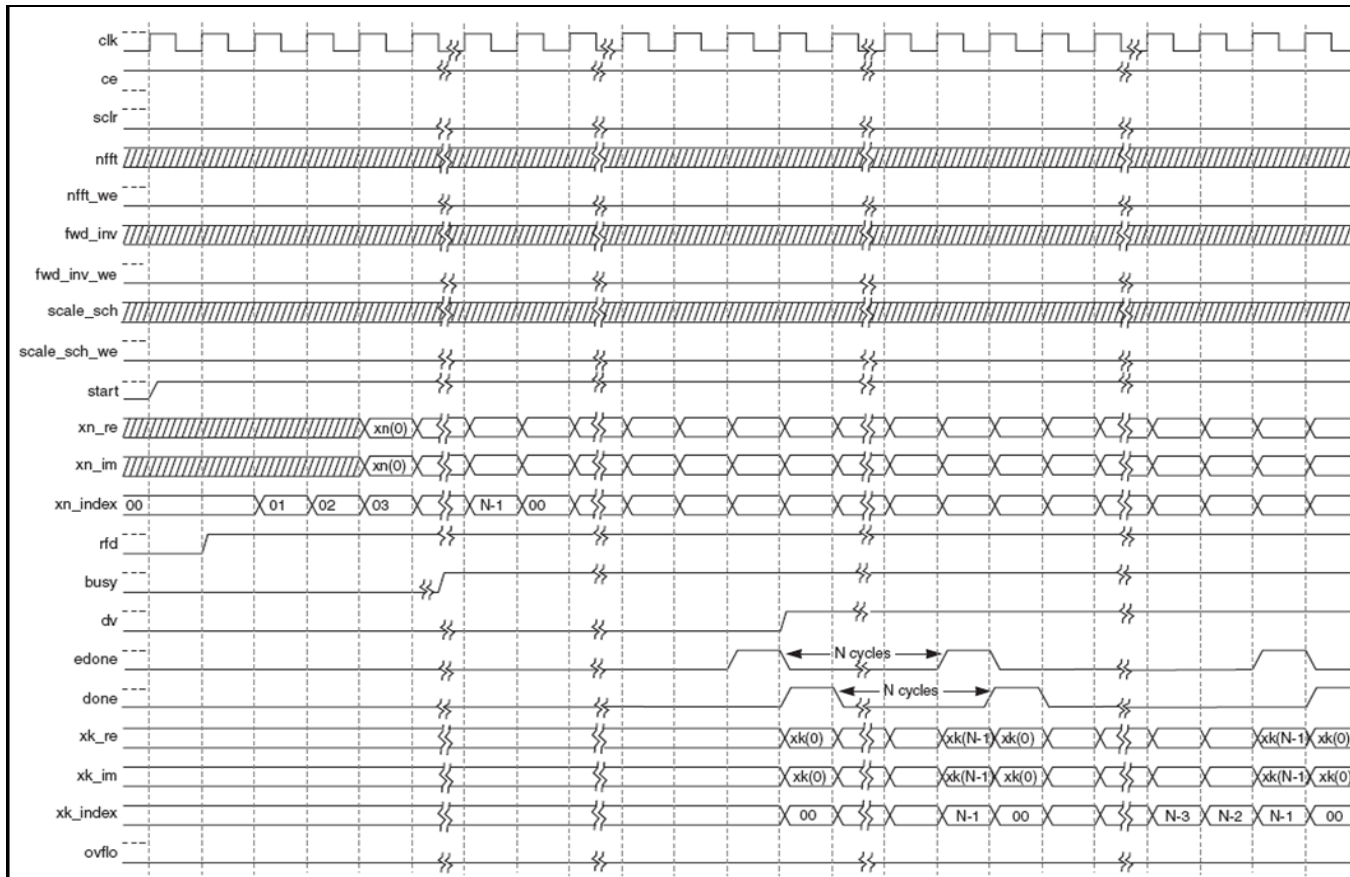 clk
ce
sclr
nfft
nfft_we
fwd_inv
fwd_inv_we
scale_sch
scale_sch_we
start
xn_re xn(0)
xn_im xn(0)
xn_index 00 01 02 03 N-1 00
rfd
busy
dv
edone N cycles
done N cycles
xk_re xk(0) xk(N-1) xk(0) xk(N-1) xk(0)
xk_im xk(0) xk(N-1) xk(0) xk(N-1) xk(0)
xk_index 00 N-1 00 N-3 N-2 N-1 00
ovflo